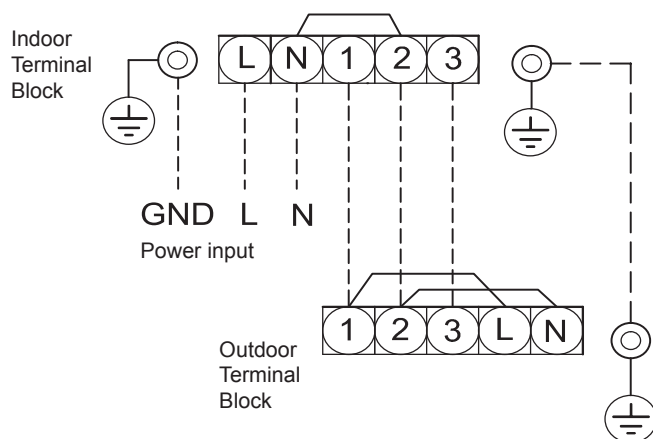 Indoor
Terminal
Block
L N 1 2 3
GND L N
Power input
1 2 3 L N
Outdoor
Terminal
Block